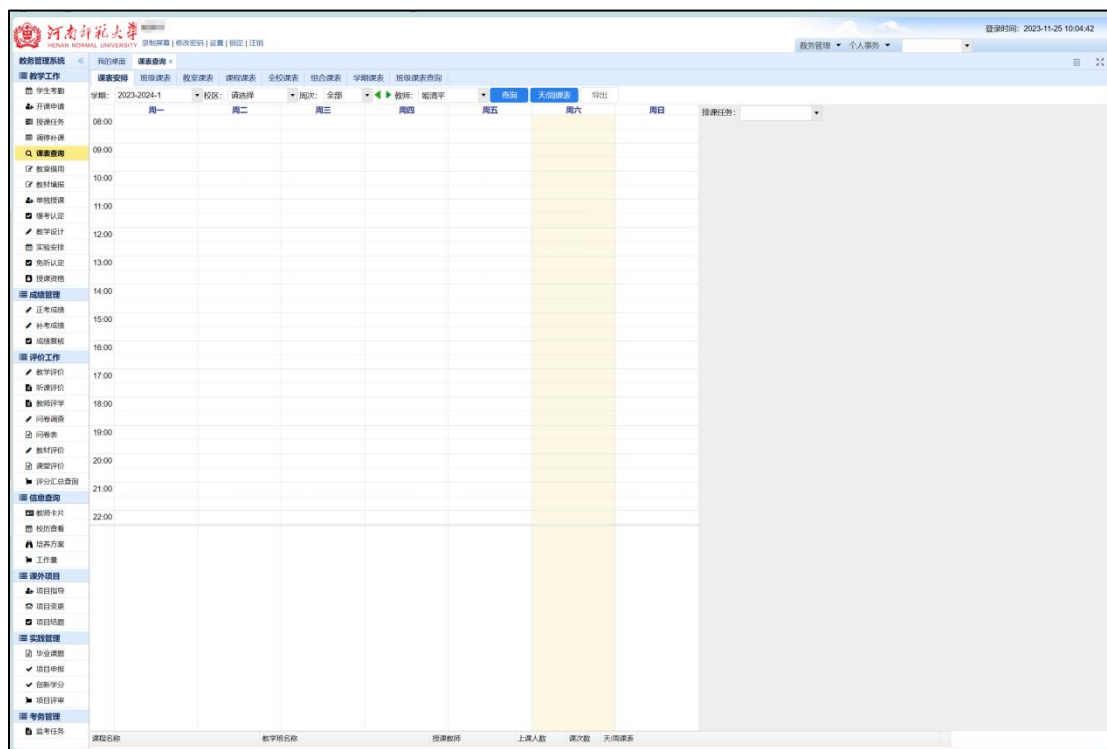 河南师范大学
HENAN NORMAL UNIVERSITY
录制屏幕 | 修改密码 | 设置 | 锁定 | 注销
登录时间：2023-11-25 10:04:42
教务管理 个人事务
教务管理系统 我的桌面 课表查询
教学工作
学生考勤
开课申请
授课任务
调停补课
课表查询
教室借用
教材填报
单独授课
缓考认定
教学设计
实验安排
免听认定
授课资格
成绩管理
正考成绩
补考成绩
成绩复核
评价工作
教学评价
听课评价
教师评学
问卷调查
问卷表
教材评价
课堂评价
评分汇总查询
信息查询
教师卡片
校历查看
培养方案
工作量
课外项目
项目指导
项目变更
项目结题
实践管理
毕业课题
项目申报
创新学分
项目评审
考务管理
监考任务
课表安排 班级课表 教室课表 课程课表 全校课表 组合课表 学期课表 班级课表查询
学期： 2023-2024-1 校区： 请选择 周次： 全部 教师： 姬清平 查询 天/周课表 导出
周一 周二 周三 周四 周五 周六 周日
排课任务：
08:00
09:00
10:00
11:00
12:00
13:00
14:00
15:00
16:00
17:00
18:00
19:00
20:00
21:00
22:00
课程名称 教学班名称 授课教师 上课人数 课次数 天/周课表